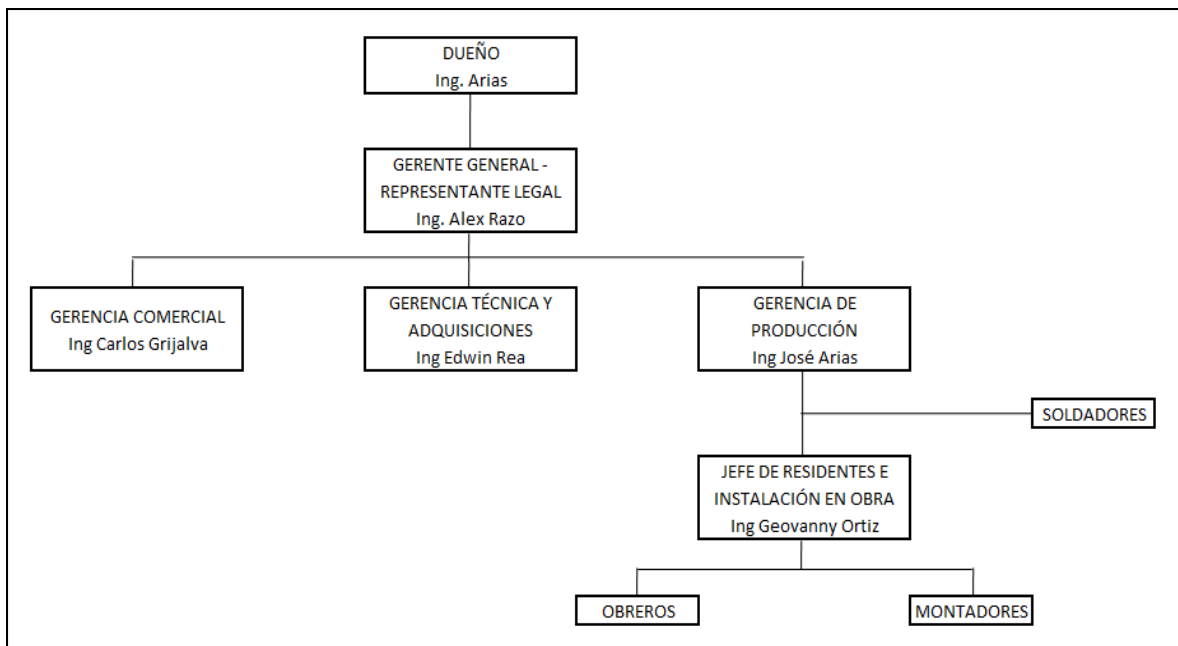 DUEÑO
Ing. Arias
GERENTE GENERAL -
REPRESENTANTE LEGAL
Ing. Alex Razo
GERENCIA COMERCIAL
Ing Carlos Grijalva
GERENCIA TÉCNICA Y
ADQUISICIONES
Ing Edwin Rea
GERENCIA DE
PRODUCCIÓN
Ing José Arias
SOLDADORES
JEFE DE RESIDENTES E
INSTALACIÓN EN OBRA
Ing Geovanny Ortiz
OBREROS
MONTADORES